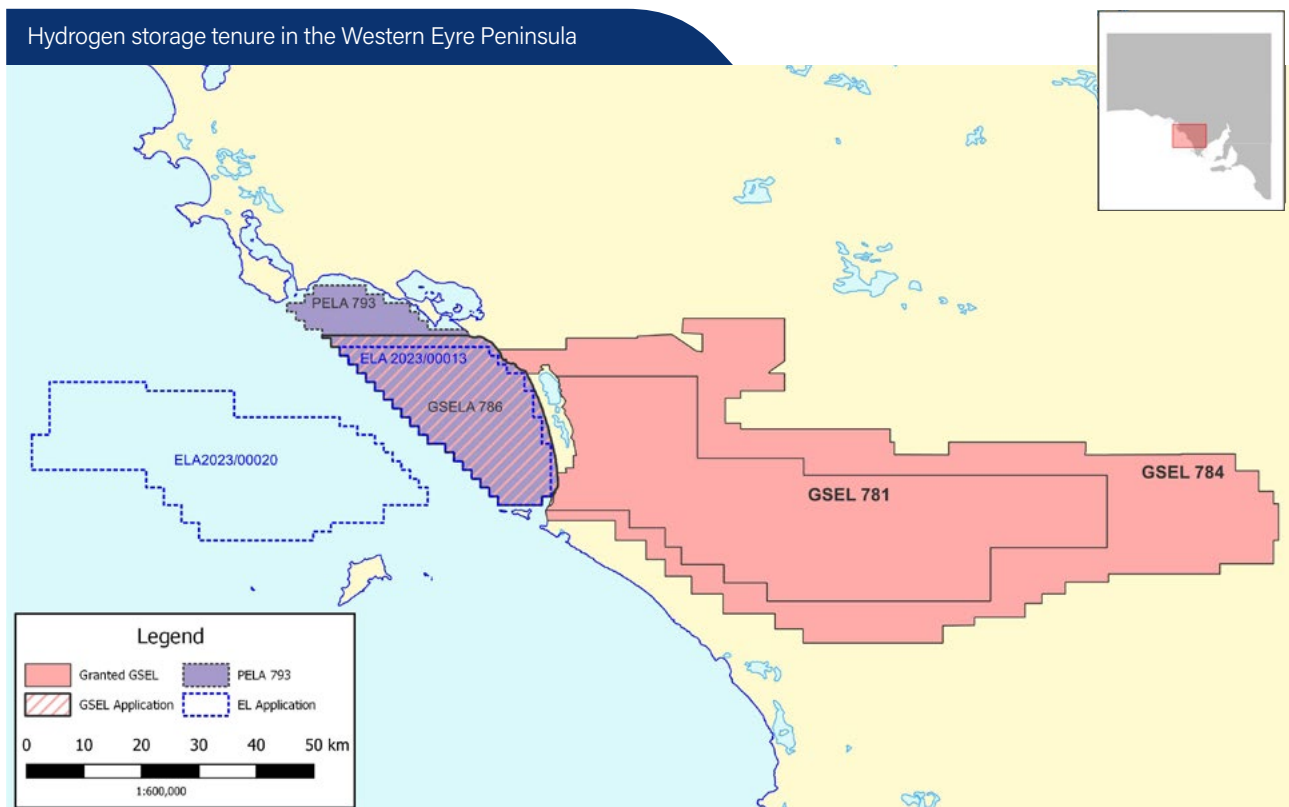 Hydrogen storage tenure in the Western Eyre Peninsula
PELA 793
ELA 2023/00013
GSELA 786
ELA2023/00020
GSEL 784
GSEL 781
Legend
Granted GSEL
PELA 793
GSEL Application
EL Application
0 10 20 30 40 50 km
1:600,000